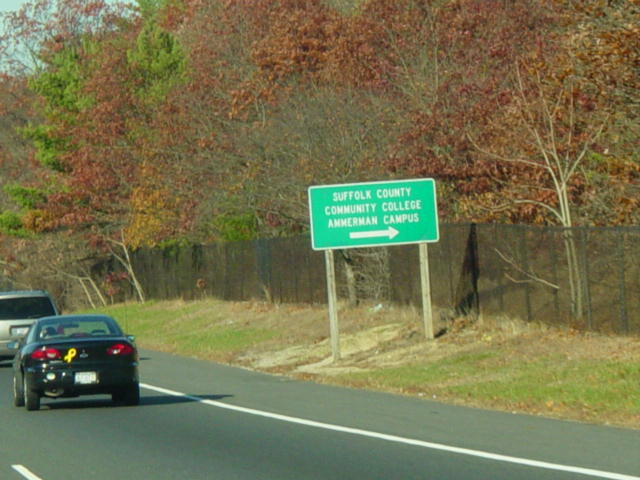 SUFFOLK COUNTY
COMMUNITY COLLEGE
AMMERMAN CAMPUS